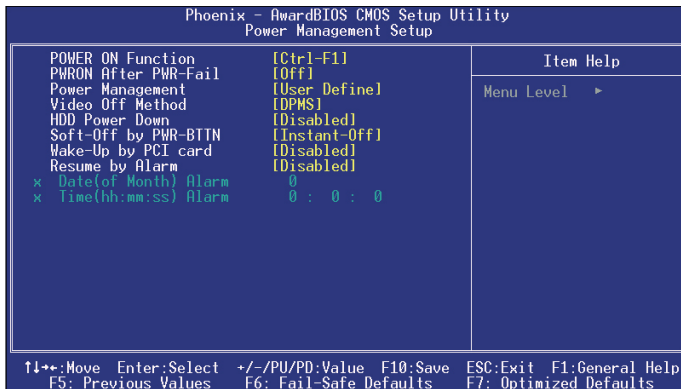 Phoenix - AwardBIOS CMOS Setup Utility
Power Management Setup
POWER ON Function [Ctrl-F1]
PWRON After PWR-Fail [Off]
Power Management [User Define]
Video Off Method [DPMS]
HDD Power Down [Disabled]
Soft-Off by PWR-BTTN [Instant-Off]
Wake-Up by PCI card [Disabled]
Resume by Alarm [Disabled]
x Date(of Month) Alarm 0
x Time(hh:mm:ss) Alarm 0 : 0 : 0
Item Help
Menu Level ►
↑↓→←:Move Enter:Select +/-/PU/PD:Value F10:Save ESC:Exit F1:General Help
F5: Previous Values F6: Fail-Safe Defaults F7: Optimized Defaults